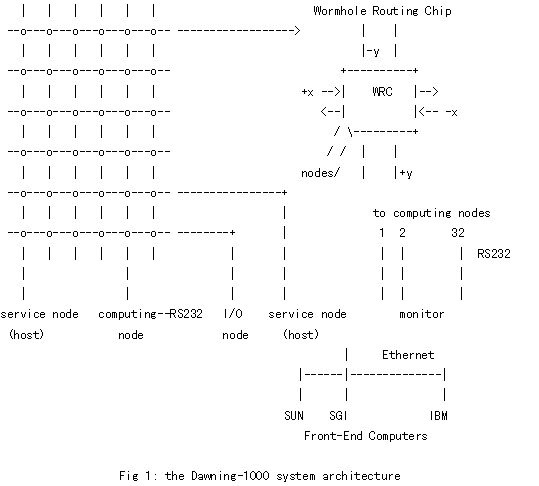 Wormhole Routing Chip
-y
+x -->| WRC |-->
<--| |<-- -x
nodes/ +y
to computing nodes
1 2 32
RS232
service node computing--RS232 I/O service node monitor
(host) node node (host)
Ethernet
SUN SGI IBM
Front-End Computers
Fig 1: the Dawning-1000 system architecture